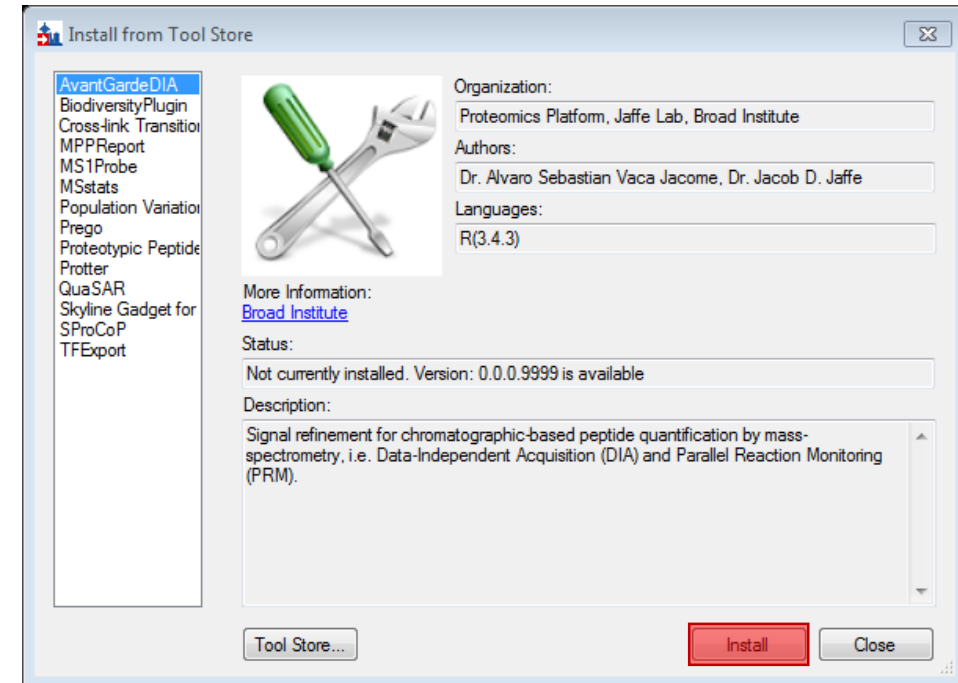 Install from Tool Store
AvantGardeDIA
BiodiversityPlugin
Cross-link Transition
MPPReport
MS1Probe
MSstats
Population Variation
Prego
Proteotypic Peptide
Protter
QuaSAR
Skyline Gadget for
SProCoP
TFExport
Organization:
Proteomics Platform, Jaffe Lab, Broad Institute
Authors:
Dr. Alvaro Sebastian Vaca Jacome, Dr. Jacob D. Jaffe
Languages:
R(3.4.3)
More Information:
Broad Institute
Status:
Not currently installed. Version: 0.0.0.9999 is available
Description:
Signal refinement for chromatographic-based peptide quantification by mass-
spectrometry, i.e. Data-Independent Acquisition (DIA) and Parallel Reaction Monitoring
(PRM).
Tool Store...
Install
Close